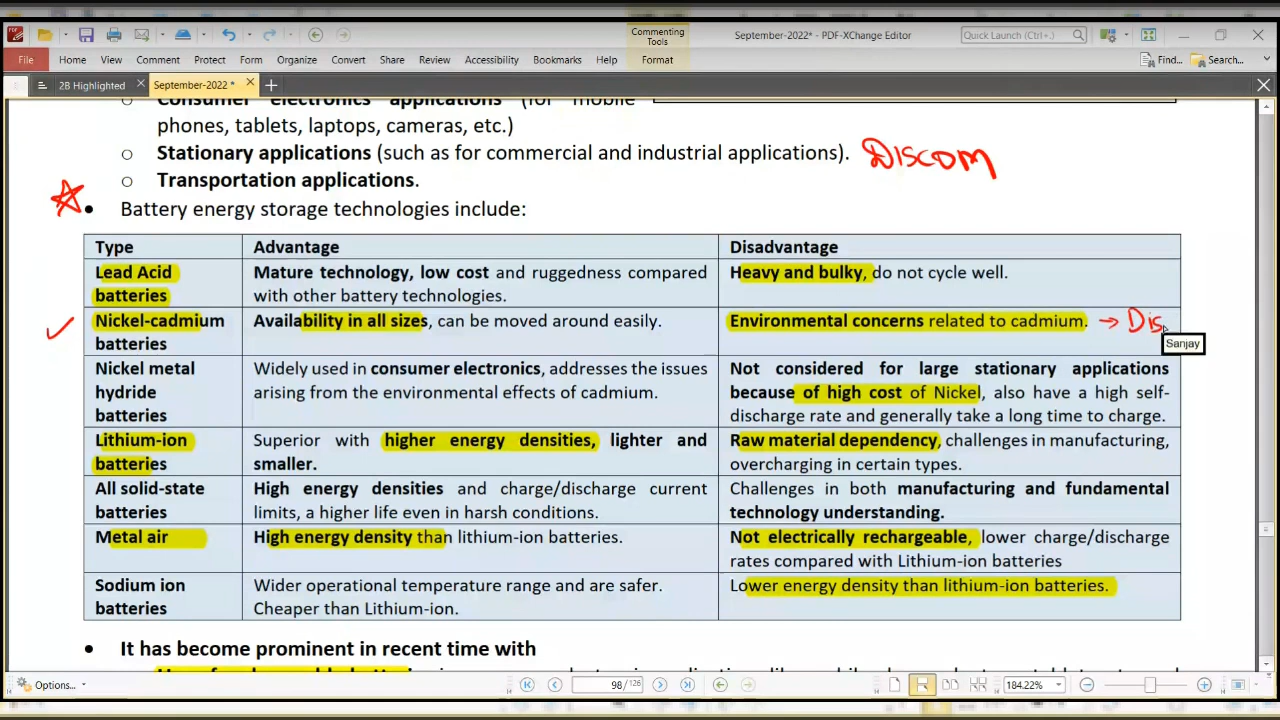 Commenting
Tools
September-2022* - PDF-XChange Editor
Quick Launch (Ctrl+.)
File Home View Comment Protect Form Organize Convert Share Review Accessibility Bookmarks Help Format Find... Search...
2B Highlighted September-2022 *
Consumer electronics applications (for mobile
phones, tablets, laptops, cameras, etc.)
Stationary applications (such as for commercial and industrial applications). DISCOM
Transportation applications.
Battery energy storage technologies include:
Type Advantage Disadvantage
Lead Acid Mature technology, low cost and ruggedness compared Heavy and bulky, do not cycle well.
batteries with other battery technologies.
Nickel-cadmium Availability in all sizes, can be moved around easily. Environmental concerns related to cadmium. → Dis
batteries
Sanjay
Nickel metal Widely used in consumer electronics, addresses the issues Not considered for large stationary applications
hydride arising from the environmental effects of cadmium. because of high cost of Nickel, also have a high self-
batteries discharge rate and generally take a long time to charge.
Lithium-ion Superior with higher energy densities, lighter and Raw material dependency, challenges in manufacturing,
batteries smaller. overcharging in certain types.
All solid-state High energy densities and charge/discharge current Challenges in both manufacturing and fundamental
batteries limits, a higher life even in harsh conditions. technology understanding.
Metal air High energy density than lithium-ion batteries. Not electrically rechargeable, lower charge/discharge
rates compared with Lithium-ion batteries
Sodium ion Wider operational temperature range and are safer. Lower energy density than lithium-ion batteries.
batteries Cheaper than Lithium-ion.
It has become prominent in recent time with
Options... 98 / 126 184.22%